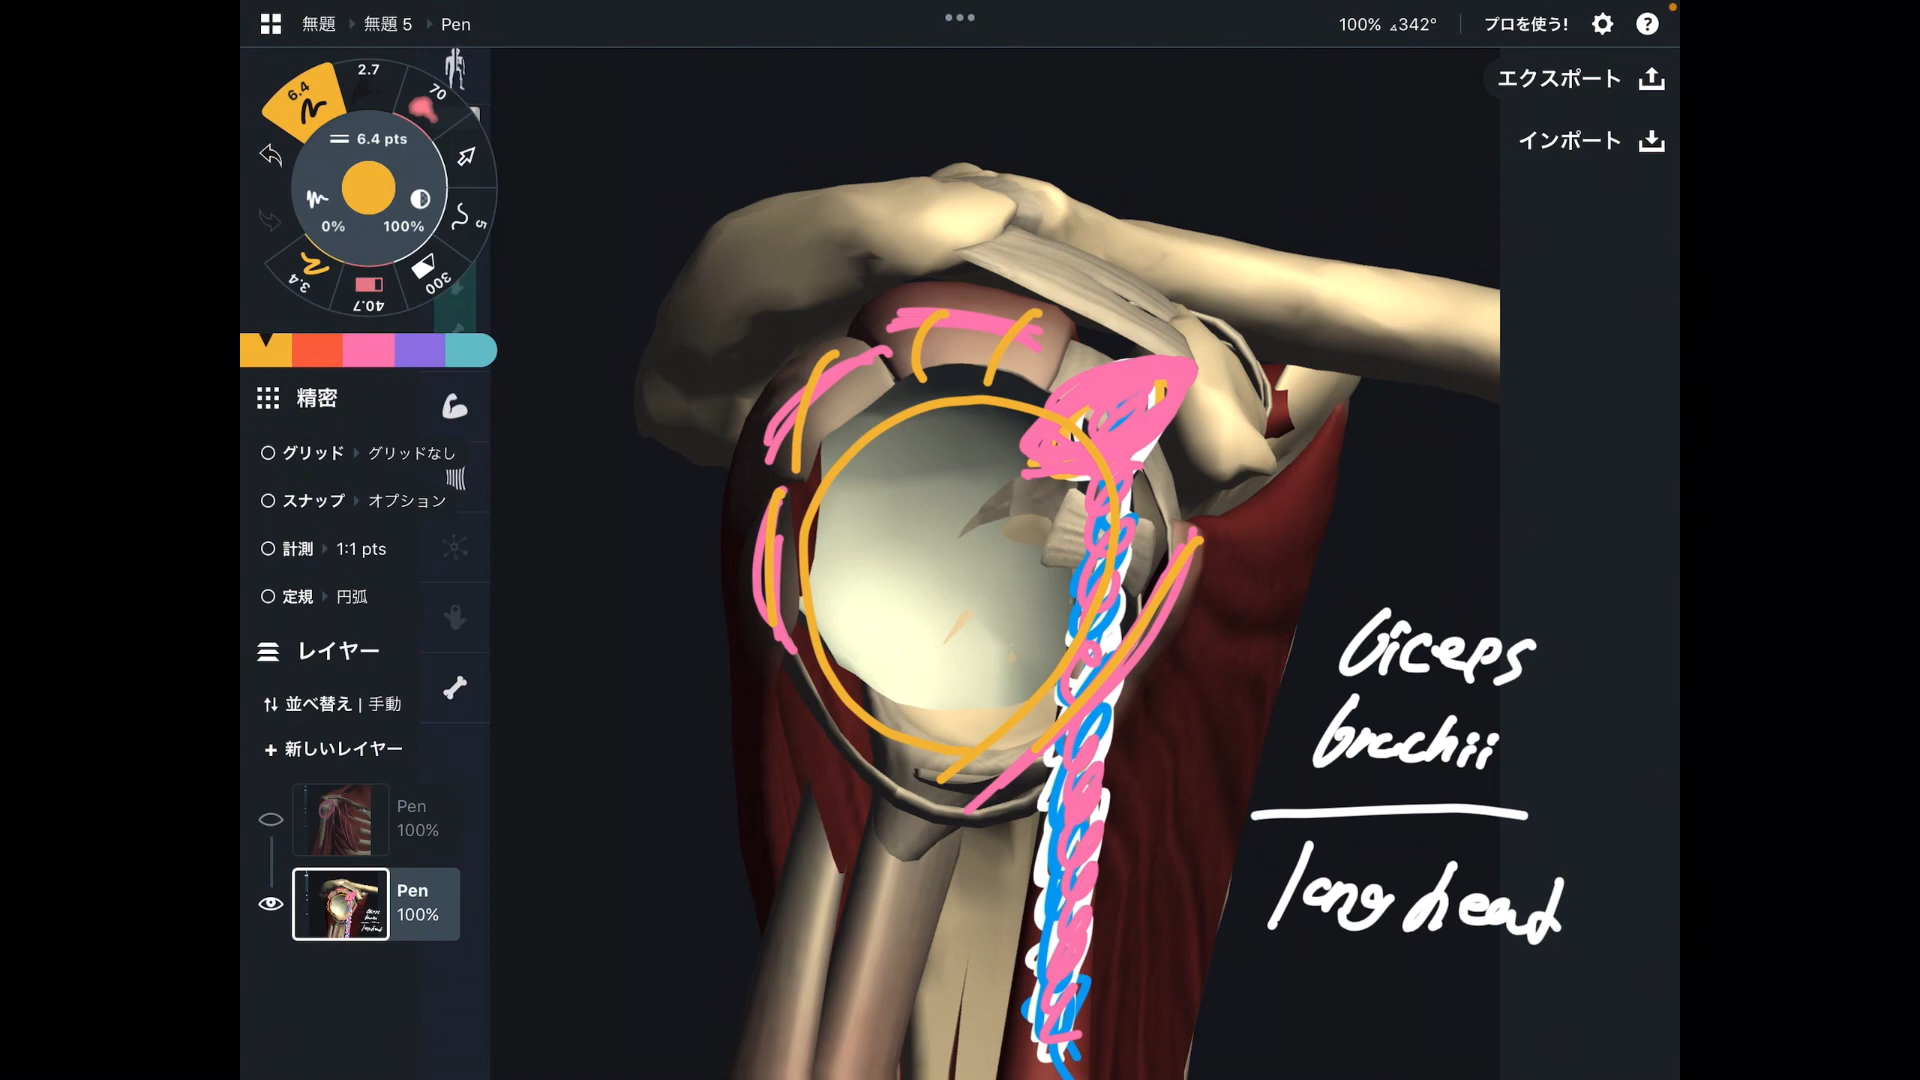 無題 無題 5 Pen
100% ⊿342°
プロを使う!
エクスポート
インポート
2.7
6.4
70
6.4 pts
0% 100%
5
300
40.7
3.4
精密
グリッド グリッドなし
スナップ オプション
計測 1:1 pts
定規 円弧
レイヤー
並べ替え | 手動
+ 新しいレイヤー
Pen
100%
Pen
100%
biceps
brachii
long head